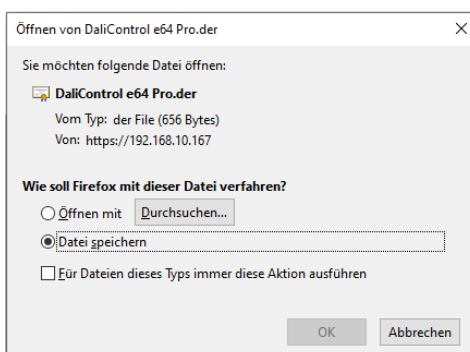 Öffnen von DaliControl e64 Pro.der
Sie möchten folgende Datei öffnen:
DaliControl e64 Pro.der
Vom Typ: der File (656 Bytes)
Von: https://192.168.10.167
Wie soll Firefox mit dieser Datei verfahren?
Öffnen mit Durchsuchen...
Datei speichern
Für Dateien dieses Typs immer diese Aktion ausführen
OK Abbrechen